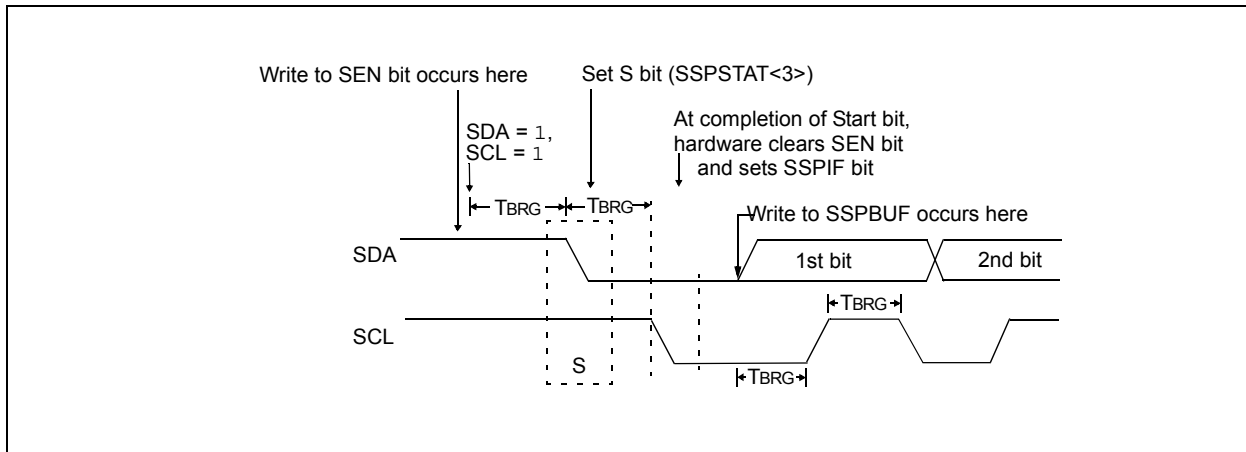 Write to SEN bit occurs here
Set S bit (SSPSTAT<3>)
SDA = 1,
SCL = 1
At completion of Start bit,
hardware clears SEN bit
and sets SSPIF bit
TBRG
TBRG
Write to SSPBUF occurs here
SDA
1st bit
2nd bit
TBRG
SCL
S
TBRG